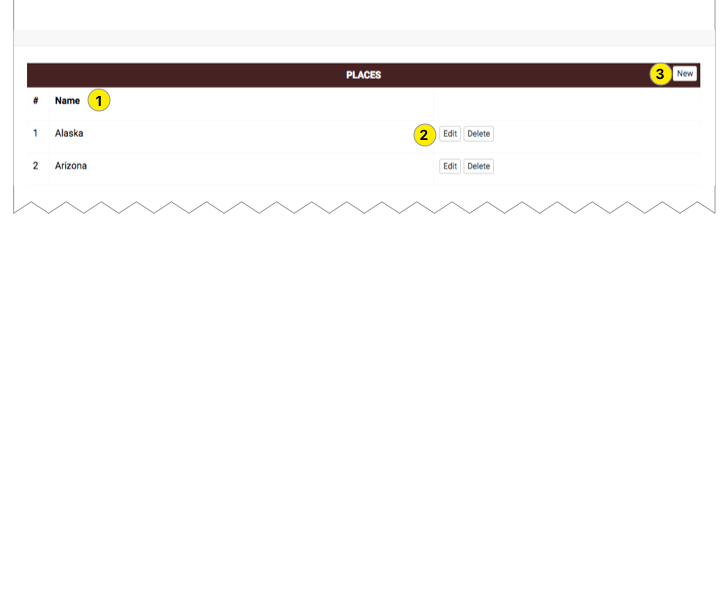 PLACES 3 New
# Name 1
1 Alaska 2 Edit Delete
2 Arizona Edit Delete